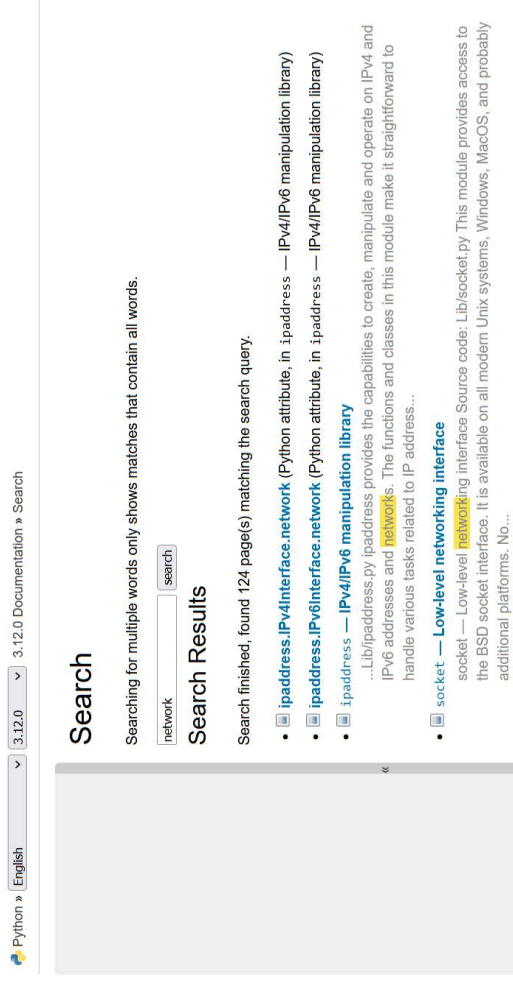 Python » English 3.12.0 3.12.0 Documentation » Search
Search
Searching for multiple words only shows matches that contain all words.
network search
Search Results
Search finished, found 124 page(s) matching the search query.
• ipaddress.IPv4Interface.network (Python attribute, in ipaddress — IPv4/IPv6 manipulation library)
• ipaddress.IPv6Interface.network (Python attribute, in ipaddress — IPv4/IPv6 manipulation library)
• ipaddress — IPv4/IPv6 manipulation library
...Lib/ipaddress.py ipaddress provides the capabilities to create, manipulate and operate on IPv4 and
IPv6 addresses and networks. The functions and classes in this module make it straightforward to
handle various tasks related to IP address...
• socket — Low-level networking interface
socket — Low-level networking interface Source code: Lib/socket.py This module provides access to
the BSD socket interface. It is available on all modern Unix systems, Windows, MacOS, and probably
additional platforms. No...
«